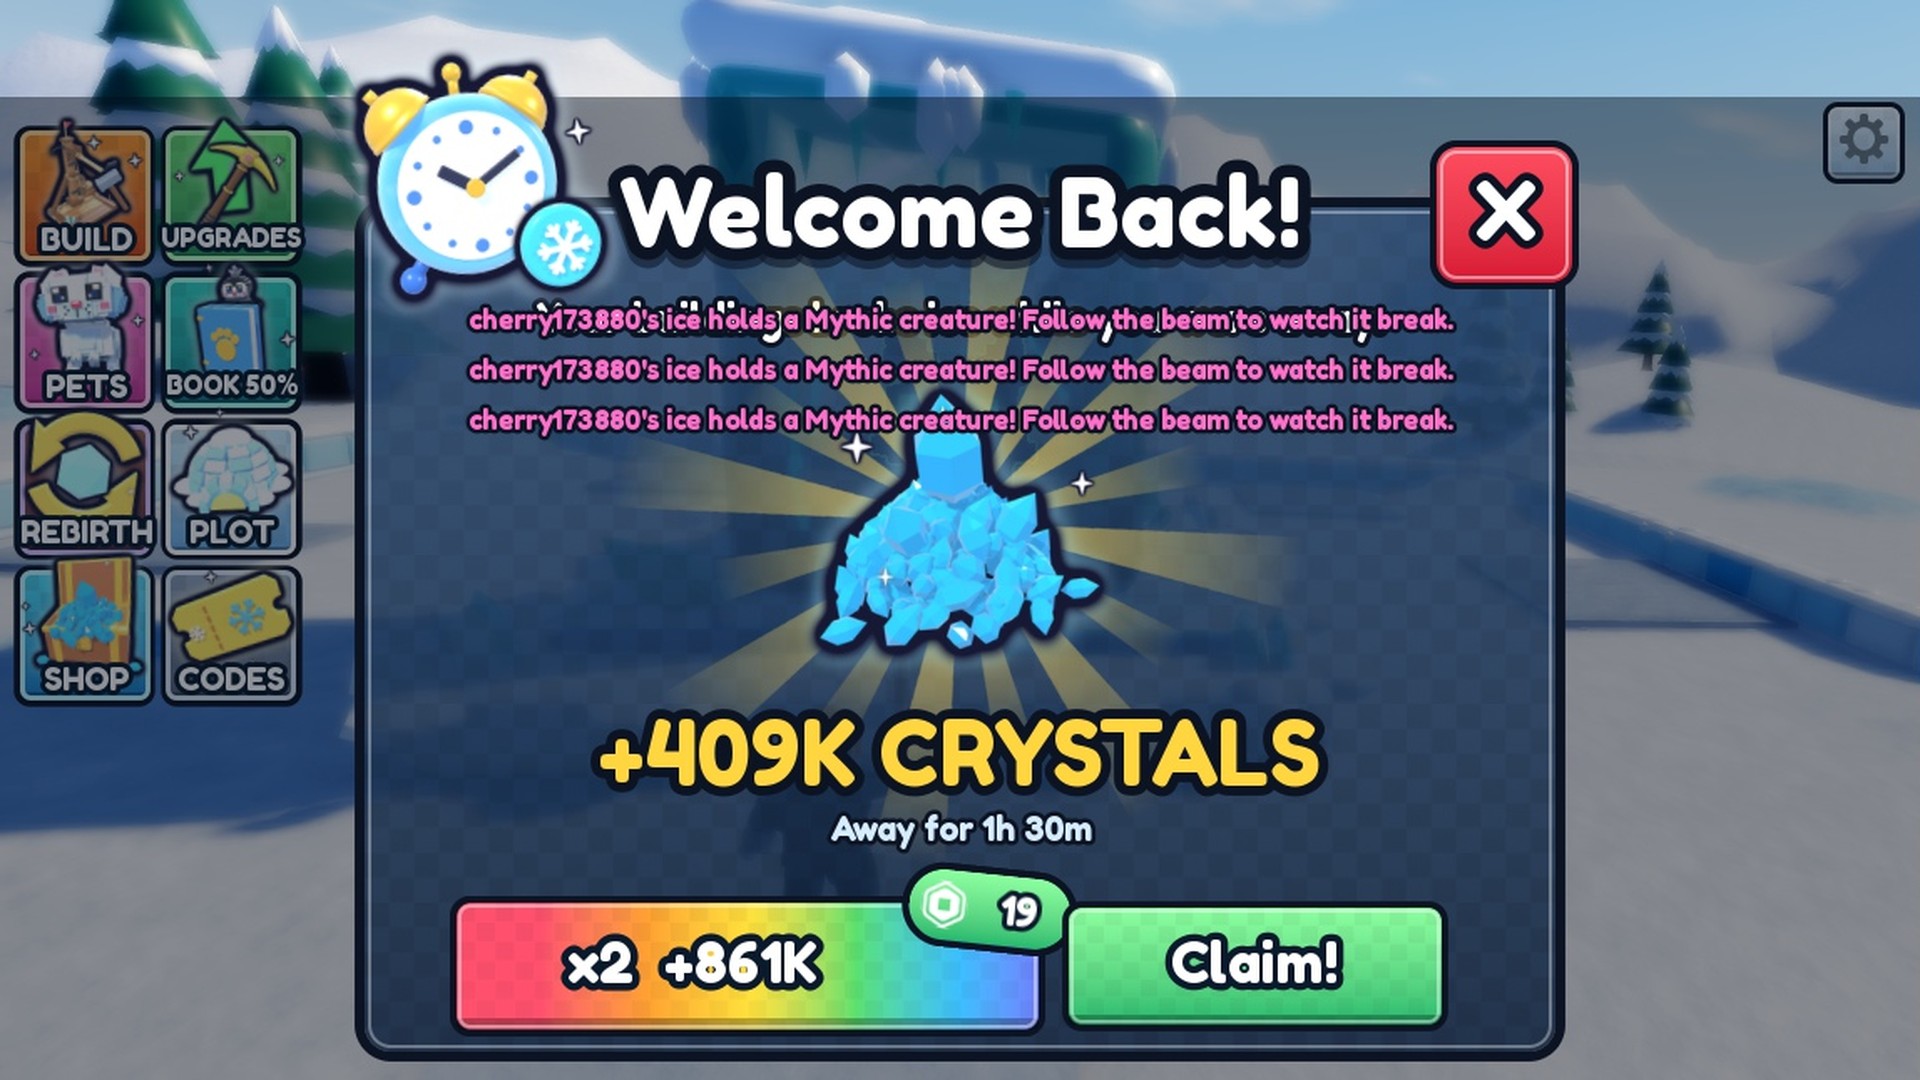 Welcome Back!
cherry173880's ice holds a Mythic creature! Follow the beam to watch it break.
cherry173880's ice holds a Mythic creature! Follow the beam to watch it break.
cherry173880's ice holds a Mythic creature! Follow the beam to watch it break.
BUILD
UPGRADES
PETS
BOOK 50%
REBIRTH
PLOT
SHOP
CODES
+409K CRYSTALS
Away for 1h 30m
19
x2 +861K
Claim!